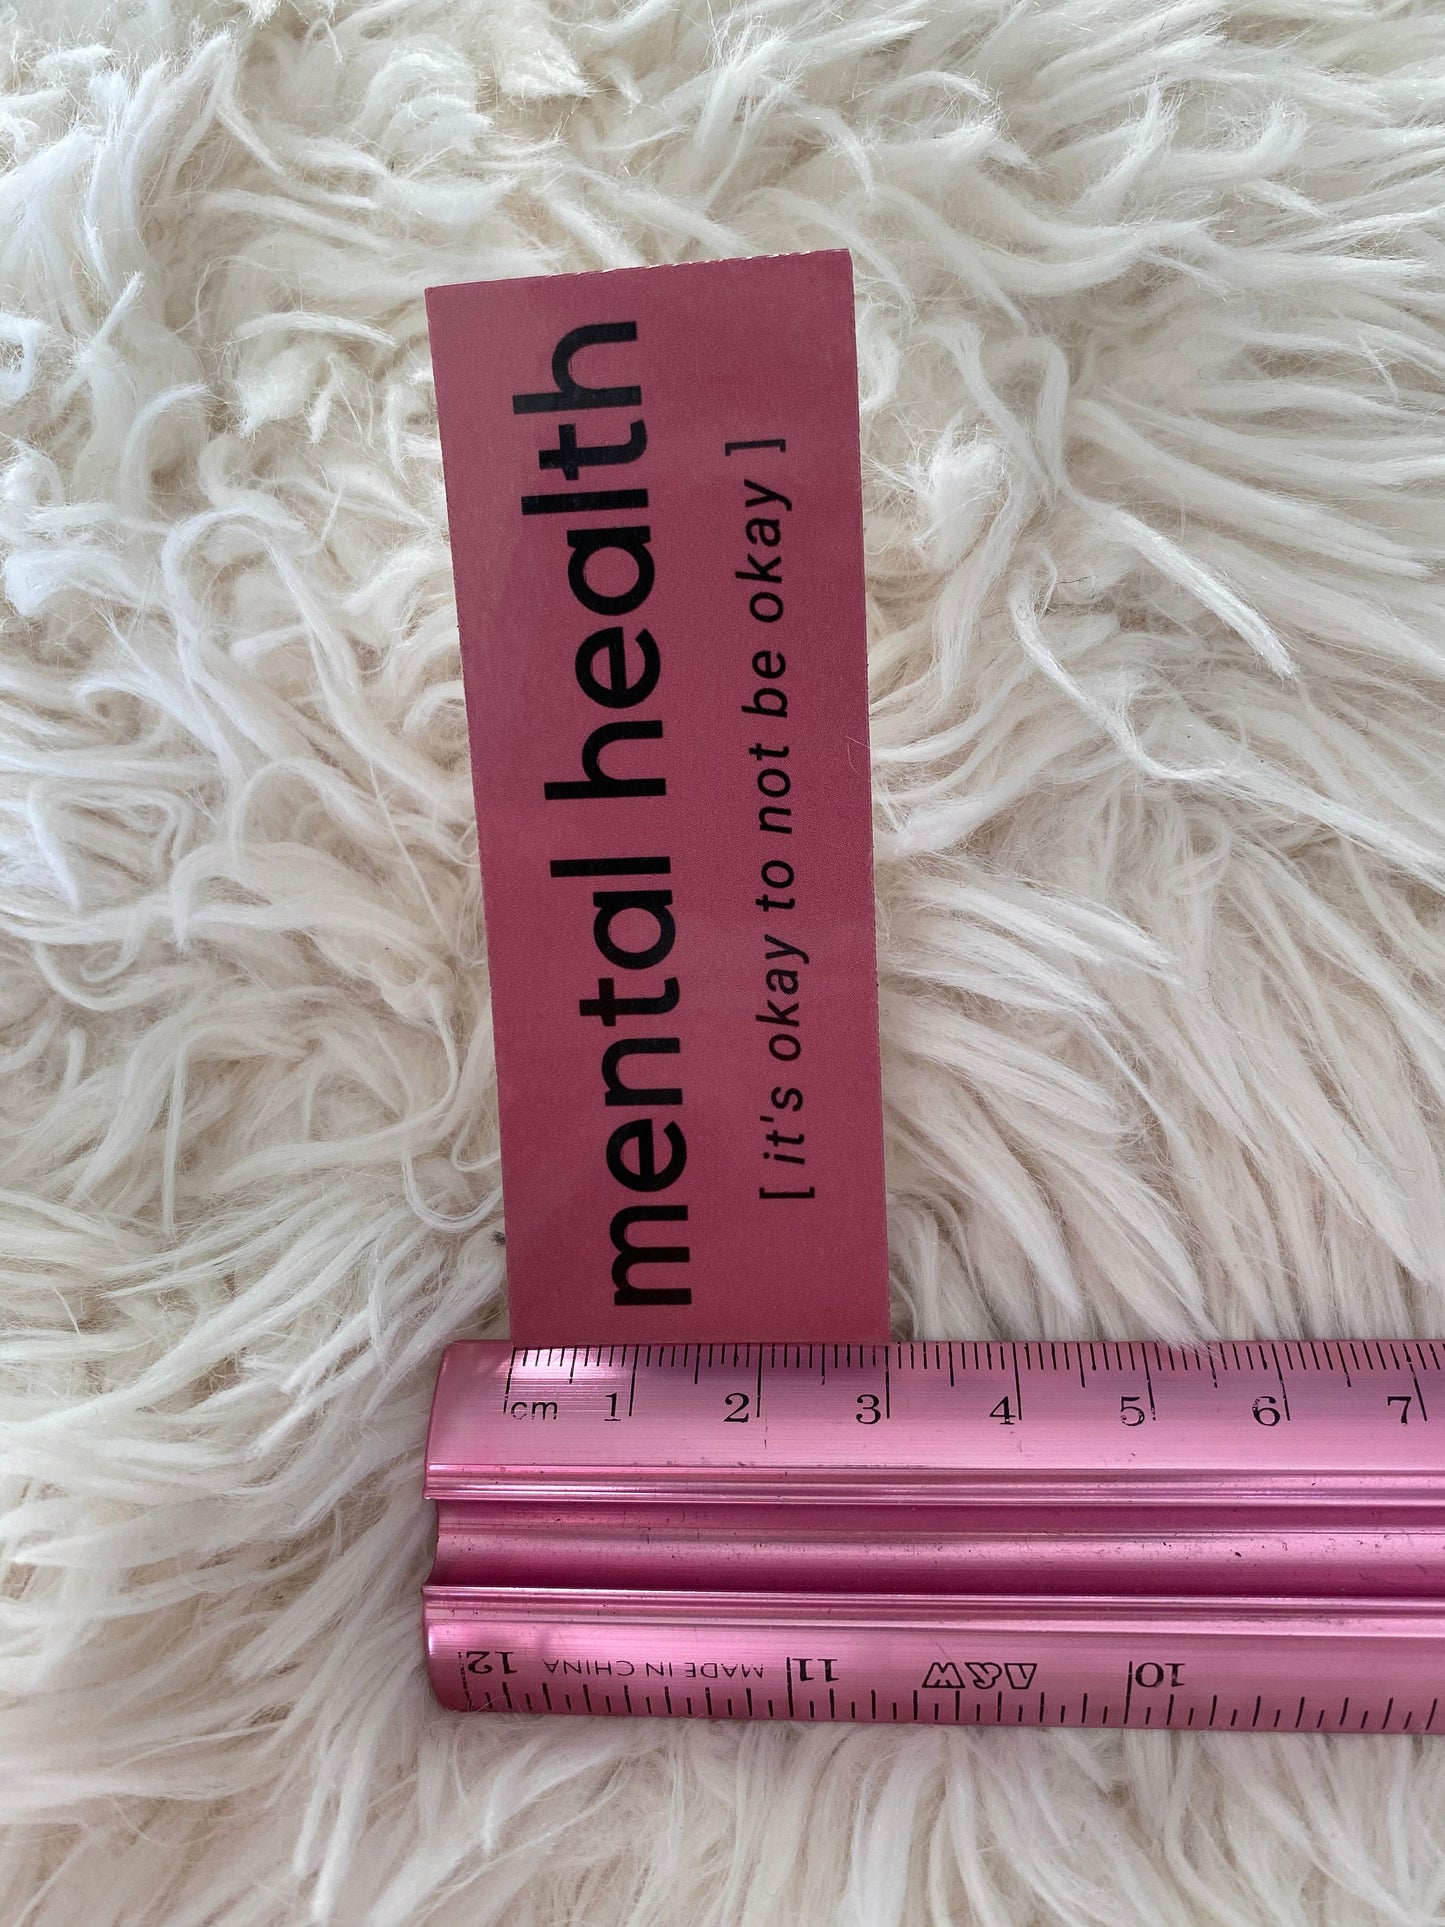 mental health
[ it's okay to not be okay ]
cm 1 2 3 4 5 6 7
12 MADE IN CHINA 11 A&W 10